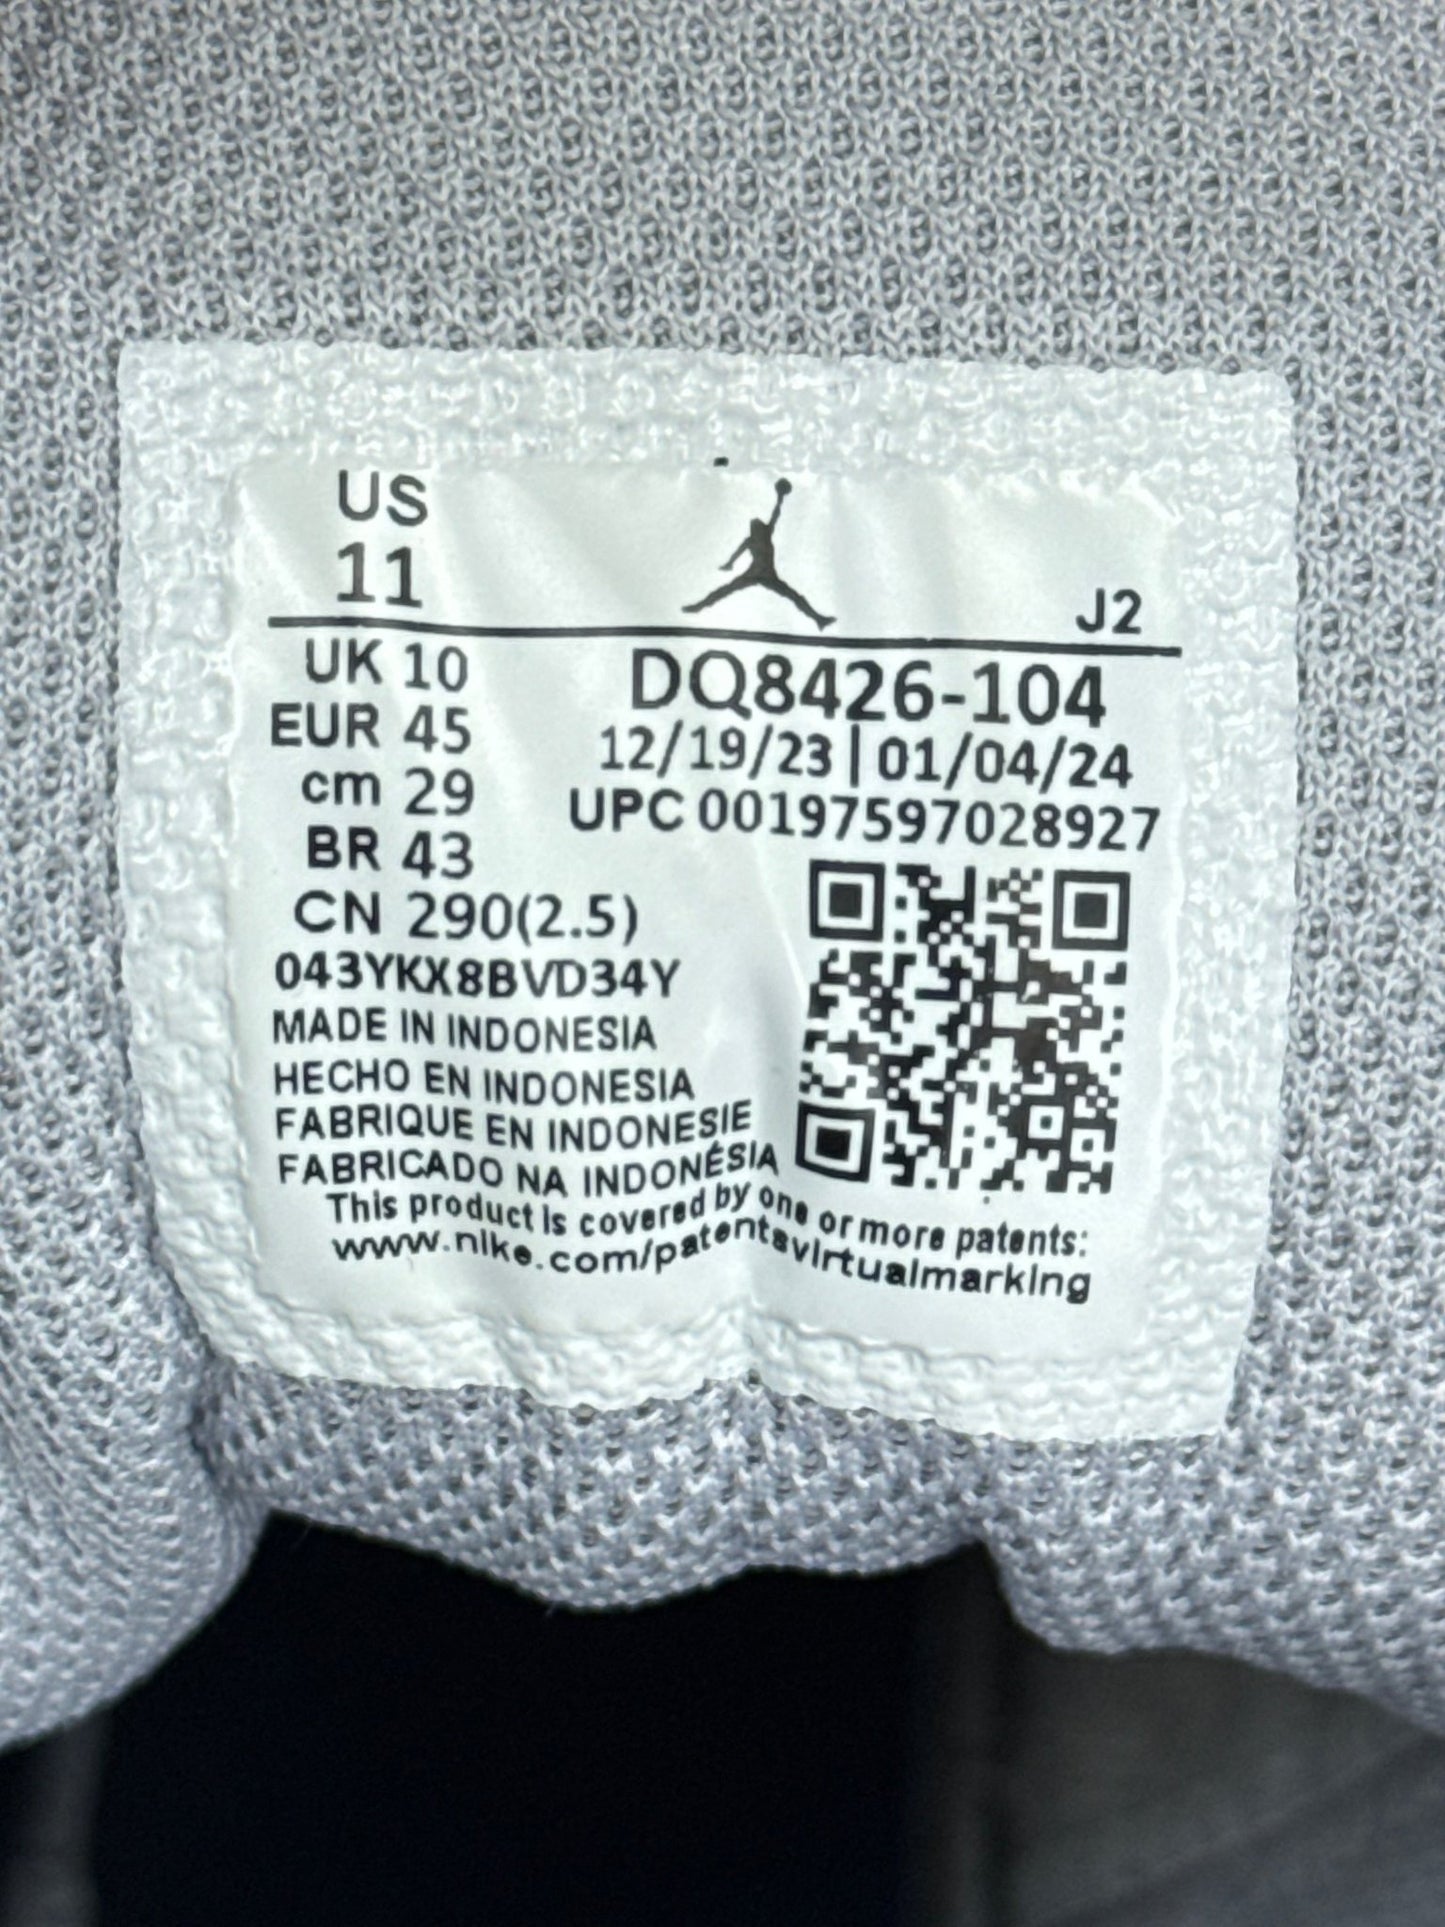 US
11
J2
UK 10
EUR 45
cm 29
BR 43
CN 290(2.5)
DQ8426-104
12/19/23 | 01/04/24
UPC 00197597028927
043YKX8BVD34Y
MADE IN INDONESIA
HECHO EN INDONESIA
FABRIQUE EN INDONESIE
FABRICADO NA INDONÉSIA
This product is covered by one or more patents:
www.nike.com/patentsvirtualmarking